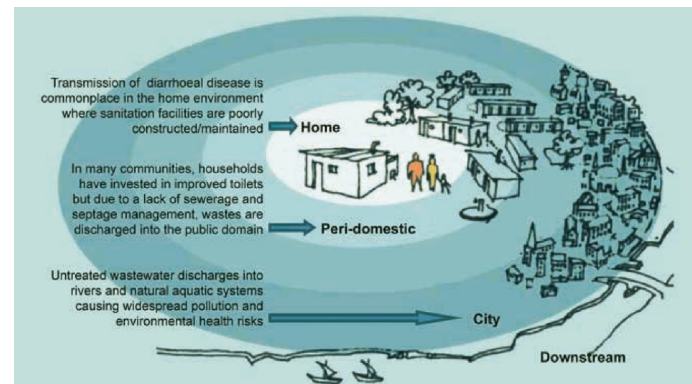 Transmission of diarrhoeal disease is
commonplace in the home environment
where sanitation facilities are poorly
constructed/maintained
Home
In many communities, households
have invested in improved toilets
but due to a lack of sewerage and
septage management, wastes are
discharged into the public domain
Peri-domestic
Untreated wastewater discharges into
rivers and natural aquatic systems
causing widespread pollution and
environmental health risks
City
Downstream